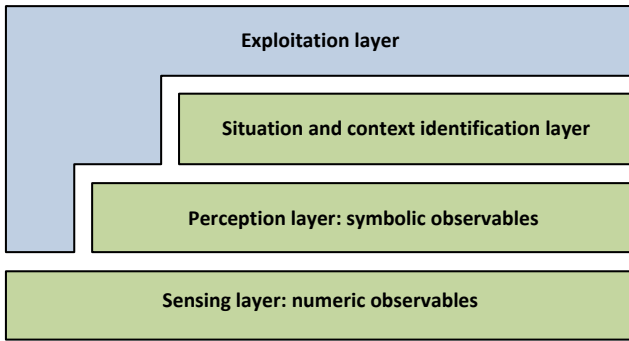 Exploitation layer
Situation and context identification layer
Perception layer: symbolic observables
Sensing layer: numeric observables